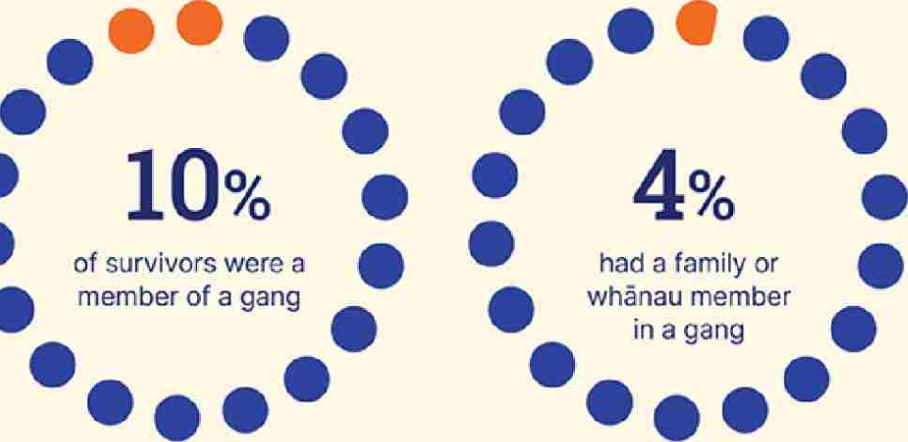 10%
of survivors were a
member of a gang
4%
had a family or
whānau member
in a gang